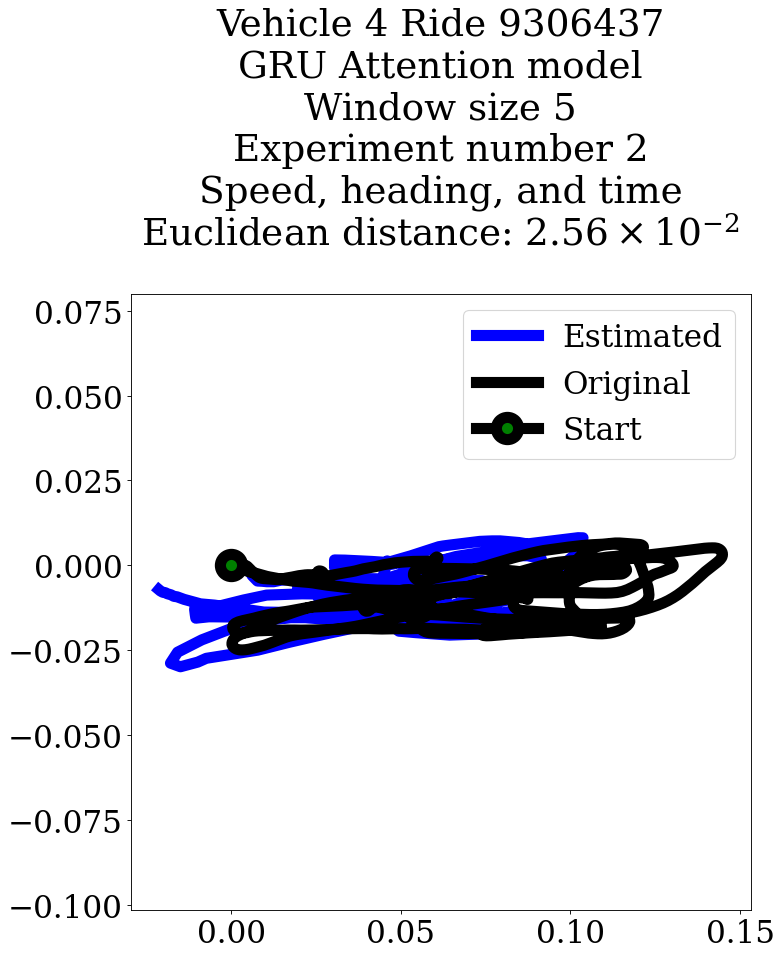 Vehicle 4 Ride 9306437
GRU Attention model
Window size 5
Experiment number 2
Speed, heading, and time
Euclidean distance: 2.56 × 10⁻²
Estimated
Original
Start
0.075
0.050
0.025
0.000
−0.025
−0.050
−0.075
−0.100
0.00 0.05 0.10 0.15